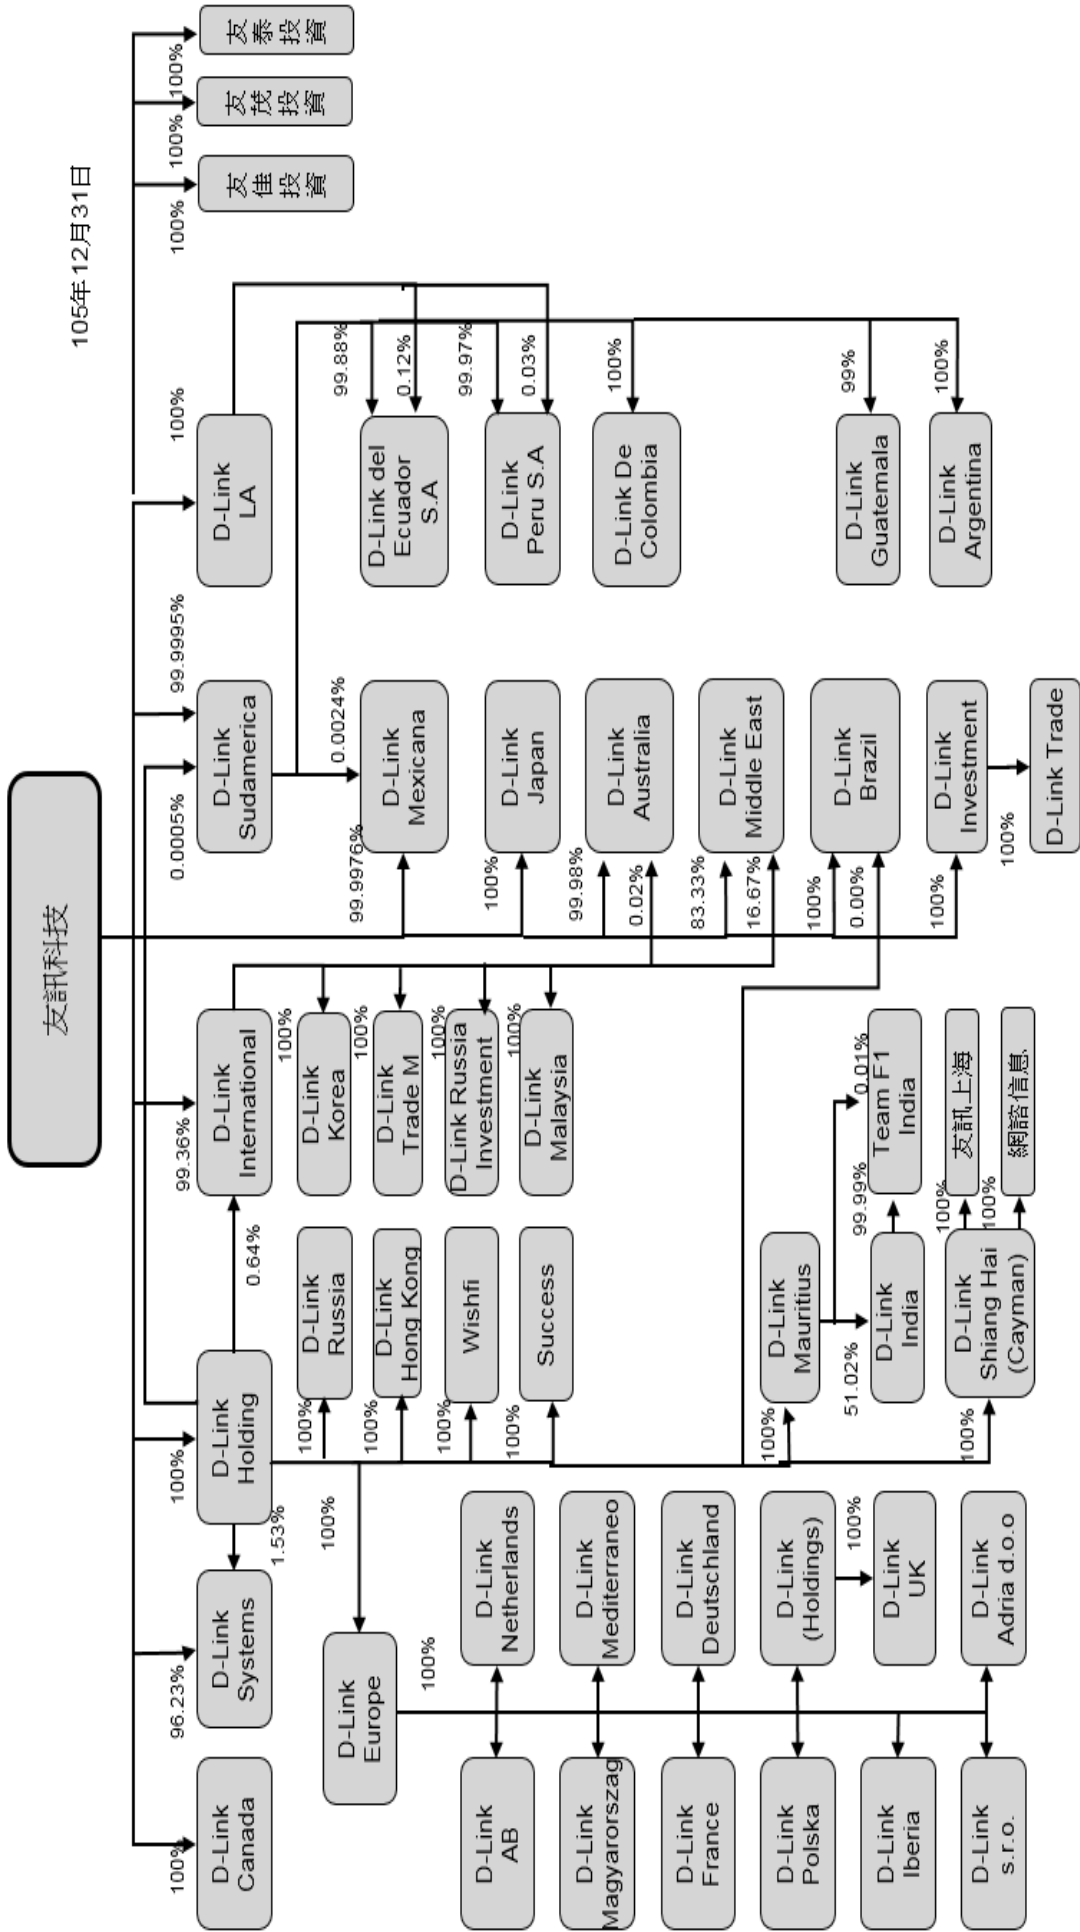 105年12月31日
友訊科技
100%
96.23%
100%
99.36%
0.0005%
99.9995%
100%
100%
100%
100%
D-Link
Canada
D-Link
Systems
D-Link
Holding
D-Link
International
D-Link
Sudamerica
D-Link
LA
友佳投資
友茂投資
友泰投資
1.53%
0.64%
100%
D-Link
Europe
100%
100%
D-Link
Russia
100%
D-Link
Korea
99.9976%
0.0024%
D-Link
Mexicana
99.88%
0.12%
D-Link del
Ecuador
S.A
100%
D-Link
Hong Kong
100%
D-Link
Trade M
D-Link
AB
D-Link
Netherlands
100%
Wishfi
100%
D-Link Russia
Investment
100%
D-Link
Japan
99.97%
0.03%
D-Link
Peru S.A
D-Link
Magyarorszag
D-Link
Mediterraneo
100%
Success
100%
D-Link
Malaysia
99.98%
0.02%
D-Link
Australia
100%
D-Link De
Colombia
D-Link
France
D-Link
Deutschland
83.33%
16.67%
D-Link
Middle East
D-Link
Polska
D-Link
(Holdings)
100%
100%
D-Link
Mauritius
100%
0.00%
D-Link
Brazil
99%
D-Link
Guatemala
D-Link
Iberia
D-Link
UK
51.02%
D-Link
India
99.99%
0.01%
Team F1
India
100%
D-Link
Investment
100%
D-Link
Argentina
D-Link
s.r.o.
D-Link
Adria d.o.o
100%
D-Link
Shiang Hai
(Cayman)
100%
友訊上海
100%
網諮信息
100%
D-Link Trade